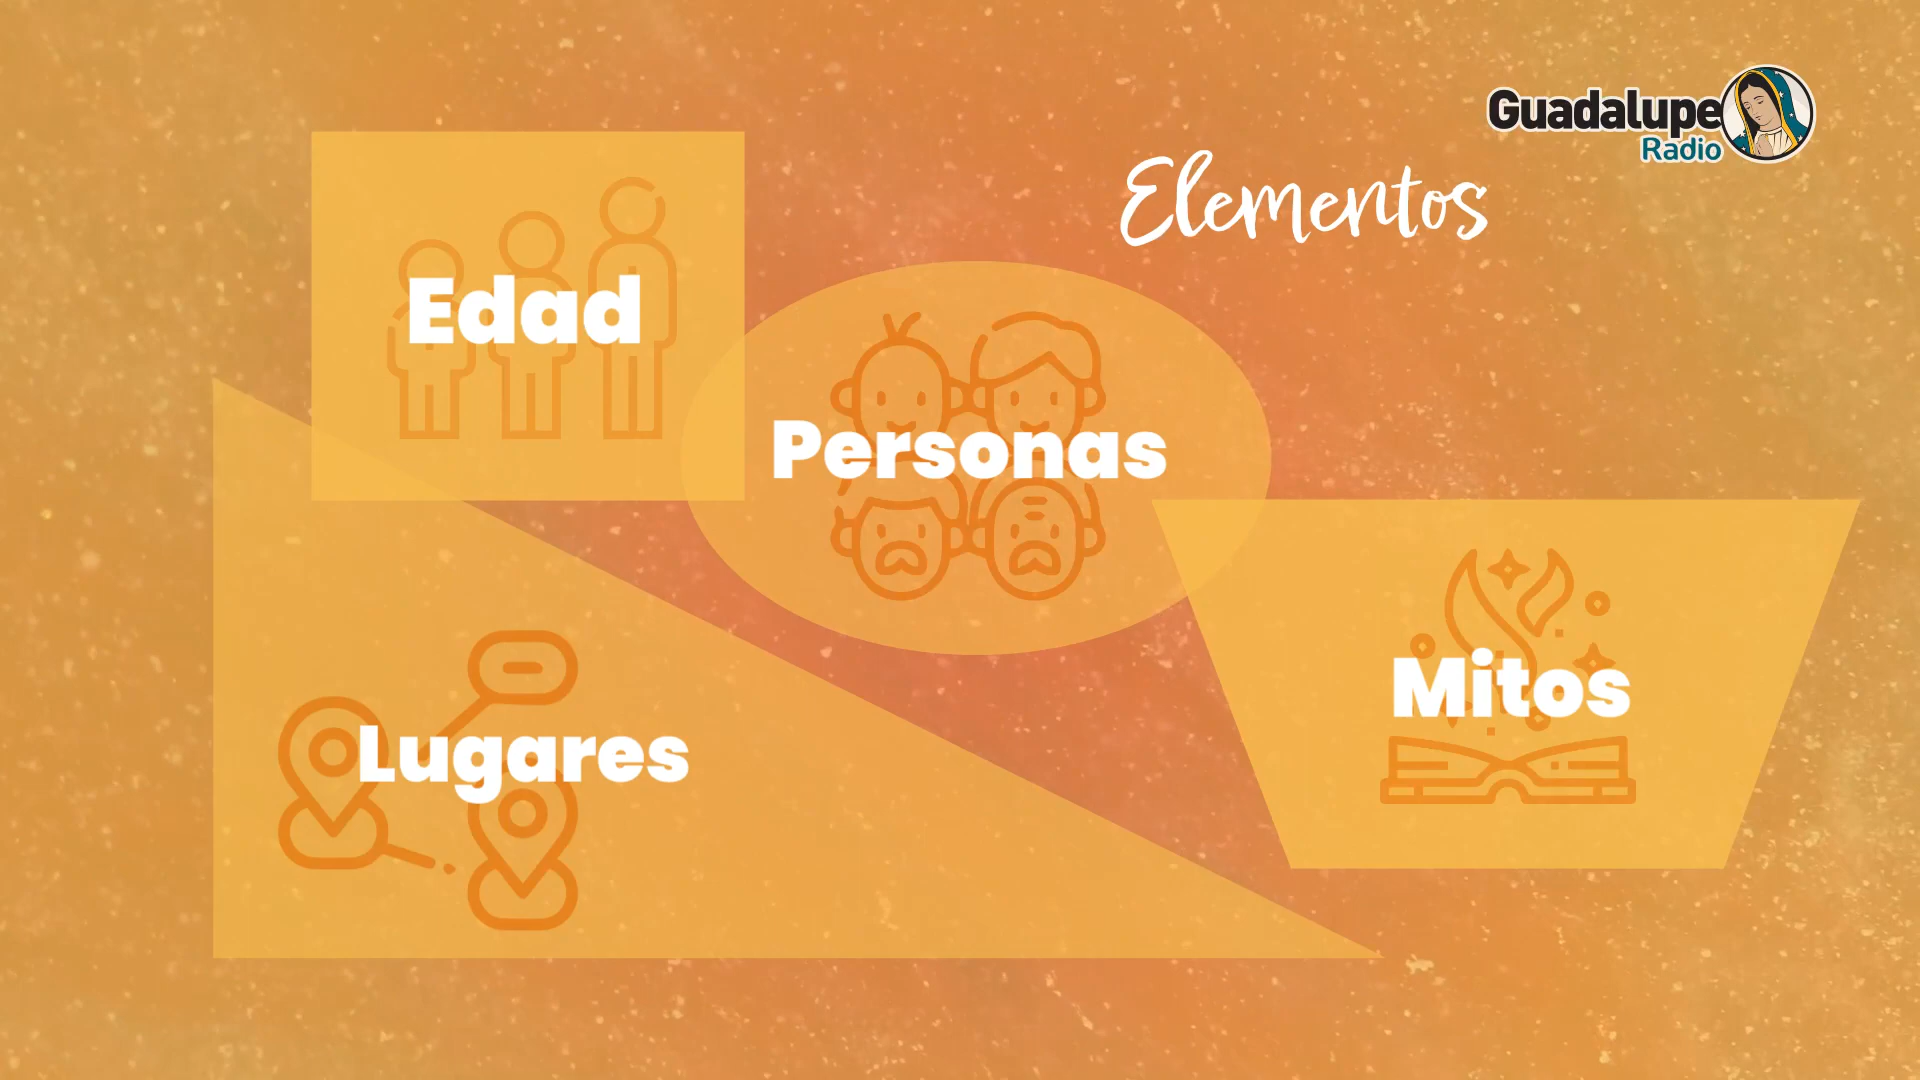 Guadalupe
Radio
Elementos
Edad
Personas
Mitos
Lugares